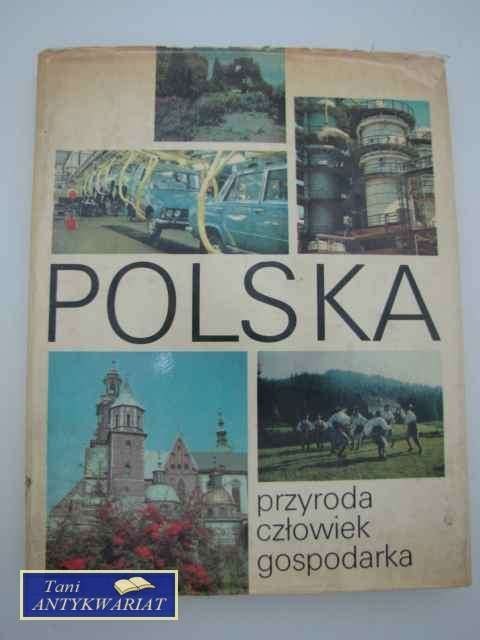 POLSKA
przyroda
człowiek
gospodarka
Tani
ANTYKWARIAT